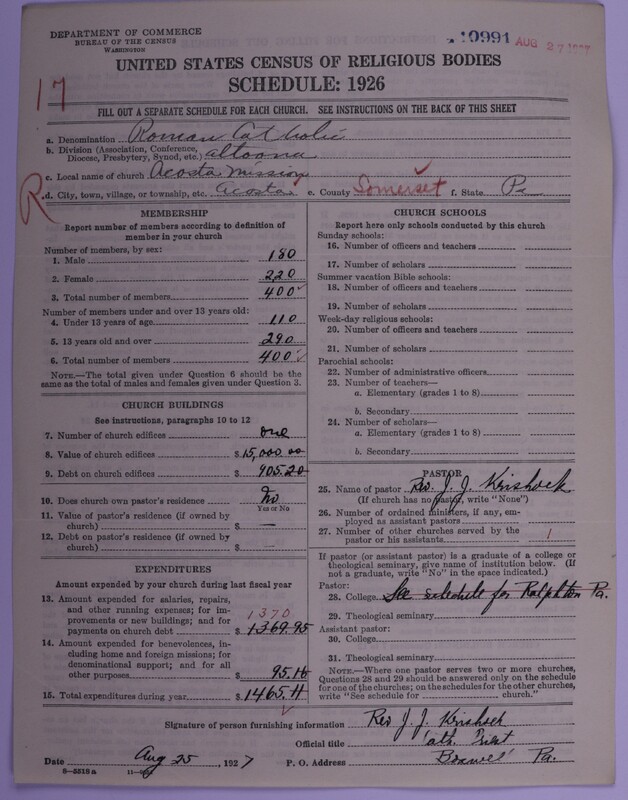 DEPARTMENT OF COMMERCE
BUREAU OF THE CENSUS
WASHINGTON
10991 AUG 27 1927
UNITED STATES CENSUS OF RELIGIOUS BODIES
SCHEDULE: 1926
17
FILL OUT A SEPARATE SCHEDULE FOR EACH CHURCH. SEE INSTRUCTIONS ON THE BACK OF THIS SHEET
a. Denomination Roman Catholic
b. Division (Association, Conference,
Diocese, Presbytery, Synod, etc.) Altoona
c. Local name of church Acosta Mission
R
d. City, town, village, or township, etc. Acosta e. County Somerset f. State Pa
MEMBERSHIP
Report number of members according to definition of
member in your church
Number of members, by sex:
1. Male 180
2. Female 220
3. Total number of members 400
Number of members under and over 13 years old:
4. Under 13 years of age 110
5. 13 years old and over 290
6. Total number of members 400
NOTE.—The total given under Question 6 should be the
same as the total of males and females given under Question 3.
CHURCH BUILDINGS
See instructions, paragraphs 10 to 12
7. Number of church edifices one
8. Value of church edifices $15,000 00
9. Debt on church edifices $ 905.20
10. Does church own pastor's residence? No
Yes or No
11. Value of pastor's residence (if owned by
church) $ —
12. Debt on pastor's residence (if owned by
church) $ —
EXPENDITURES
Amount expended by your church during last fiscal year
13. Amount expended for salaries, repairs,
and other running expenses; for im-
provements or new buildings; and for
payments on church debt 1370 $ 1369.95
14. Amount expended for benevolences, in-
cluding home and foreign missions; for
denominational support; and for all
other purposes $ 95.16
15. Total expenditures during year $ 1465.11
CHURCH SCHOOLS
Report here only schools conducted by this church
Sunday schools:
16. Number of officers and teachers
17. Number of scholars
Summer vacation Bible schools:
18. Number of officers and teachers
19. Number of scholars
Week-day religious schools:
20. Number of officers and teachers
21. Number of scholars
Parochial schools:
22. Number of administrative officers
23. Number of teachers—
a. Elementary (grades 1 to 8)
b. Secondary
24. Number of scholars—
a. Elementary (grades 1 to 8)
b. Secondary
PASTOR
25. Name of pastor Rev. J. J. Krishock
(If church has no pastor, write "None")
26. Number of ordained ministers, if any, em-
ployed as assistant pastors
27. Number of other churches served by the
pastor or his assistants 1
If pastor (or assistant pastor) is a graduate of a college or
theological seminary, give name of institution below. (If
not a graduate, write "No" in the space indicated.)
Pastor:
28. College See schedule for Ralphton Pa.
29. Theological seminary
Assistant pastor:
30. College
31. Theological seminary
NOTE.—Where one pastor serves two or more churches,
Questions 28 and 29 should be answered only on the schedule
for one of the churches; on the schedules for the other churches,
write "See schedule for church."
Signature of person furnishing information Rev J. J. Krishock
Official title Cath. Priest
Date Aug 25, 1927 P. O. Address Boswell Pa.
8—5518 a